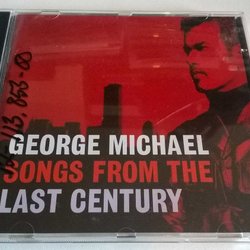 GEORGE MICHAEL
SONGS FROM THE
LAST CENTURY